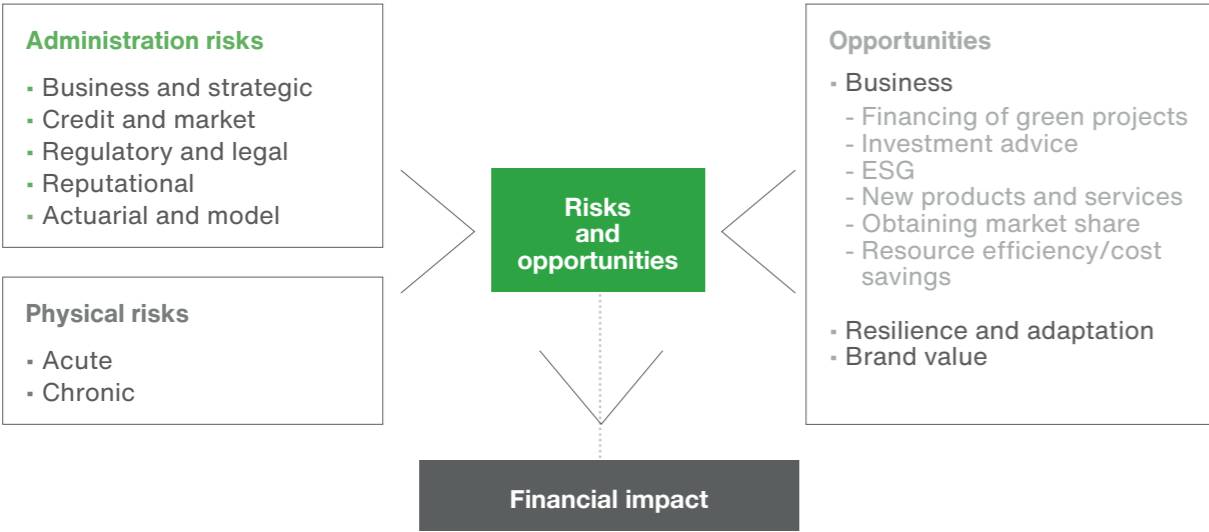 Administration risks
▪ Business and strategic
▪ Credit and market
▪ Regulatory and legal
▪ Reputational
▪ Actuarial and model
Physical risks
▪ Acute
▪ Chronic
Risks
and
opportunities
Opportunities
▪ Business
- Financing of green projects
- Investment advice
- ESG
- New products and services
- Obtaining market share
- Resource efficiency/cost
savings
▪ Resilience and adaptation
▪ Brand value
Financial impact